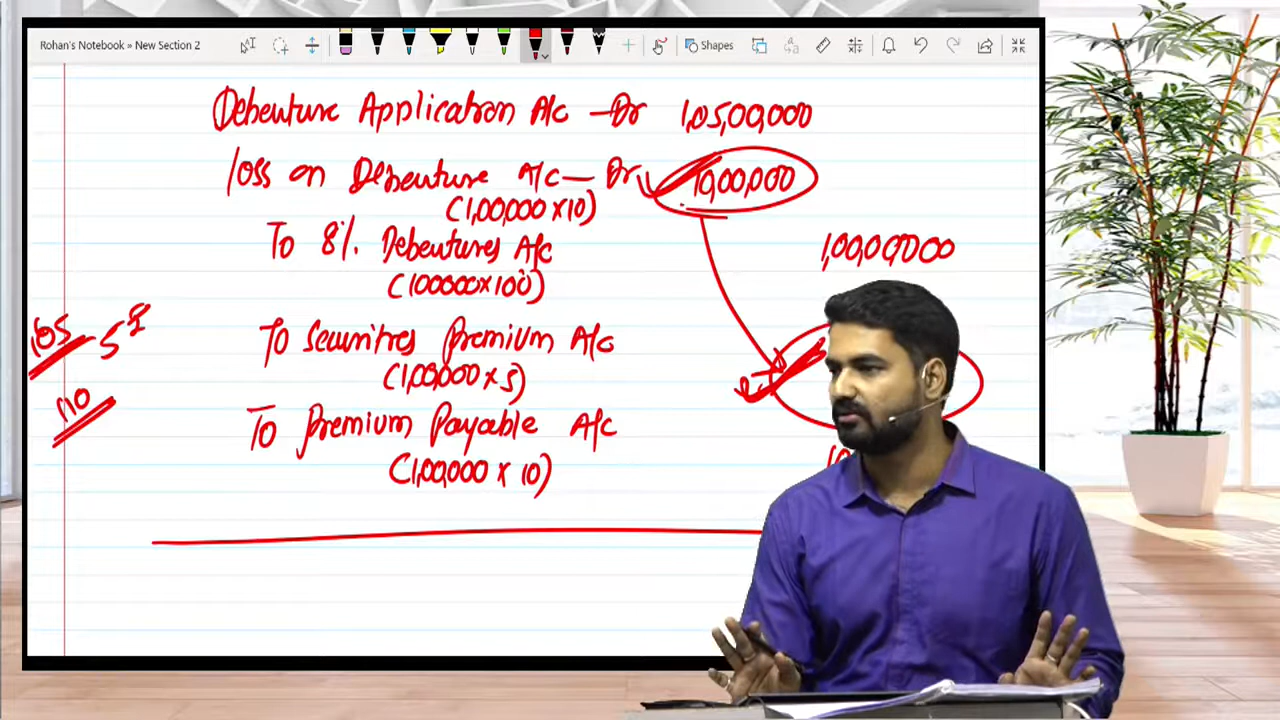 Rohan's Notebook » New Section 2
Shapes
Debenture Application A/c — Dr 1,05,00,000
loss on Debenture A/c — Dr 10,00,000
(1,00,000 x 10)
To 8% Debentures A/c 1,00,00,000
(100000 x 100)
105 5
To Securities Premium A/c
(1,00,000 x 5)
110
To Premium Payable A/c 10
(1,00,000 x 10)